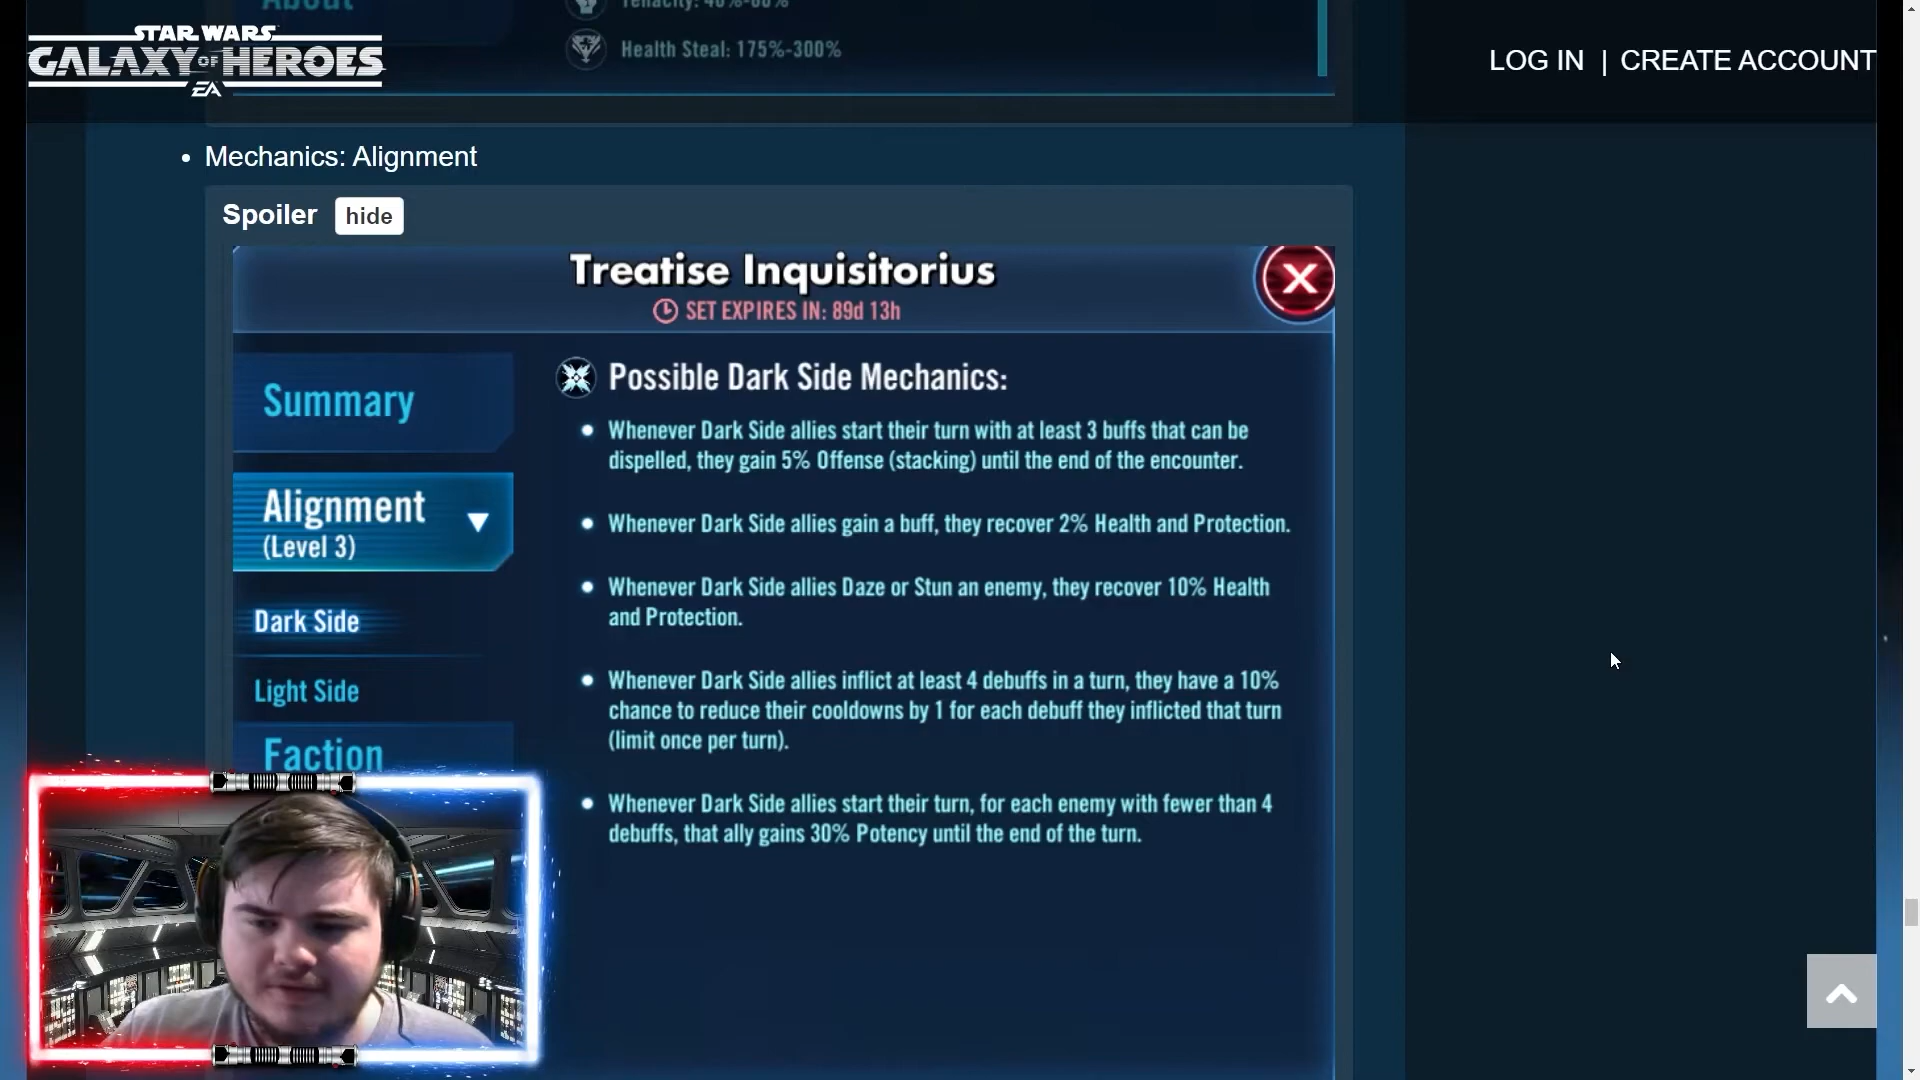 About
Tenacity: 40%-80%
Health Steal: 175%-300%
STAR WARS
GALAXY OF HEROES
EA
LOG IN | CREATE ACCOUNT
• Mechanics: Alignment
Spoiler hide
Treatise Inquisitorius
SET EXPIRES IN: 89d 13h
Summary
Alignment
(Level 3)
Dark Side
Light Side
Faction
Possible Dark Side Mechanics:
• Whenever Dark Side allies start their turn with at least 3 buffs that can be
dispelled, they gain 5% Offense (stacking) until the end of the encounter.
• Whenever Dark Side allies gain a buff, they recover 2% Health and Protection.
• Whenever Dark Side allies Daze or Stun an enemy, they recover 10% Health
and Protection.
• Whenever Dark Side allies inflict at least 4 debuffs in a turn, they have a 10%
chance to reduce their cooldowns by 1 for each debuff they inflicted that turn
(limit once per turn).
• Whenever Dark Side allies start their turn, for each enemy with fewer than 4
debuffs, that ally gains 30% Potency until the end of the turn.